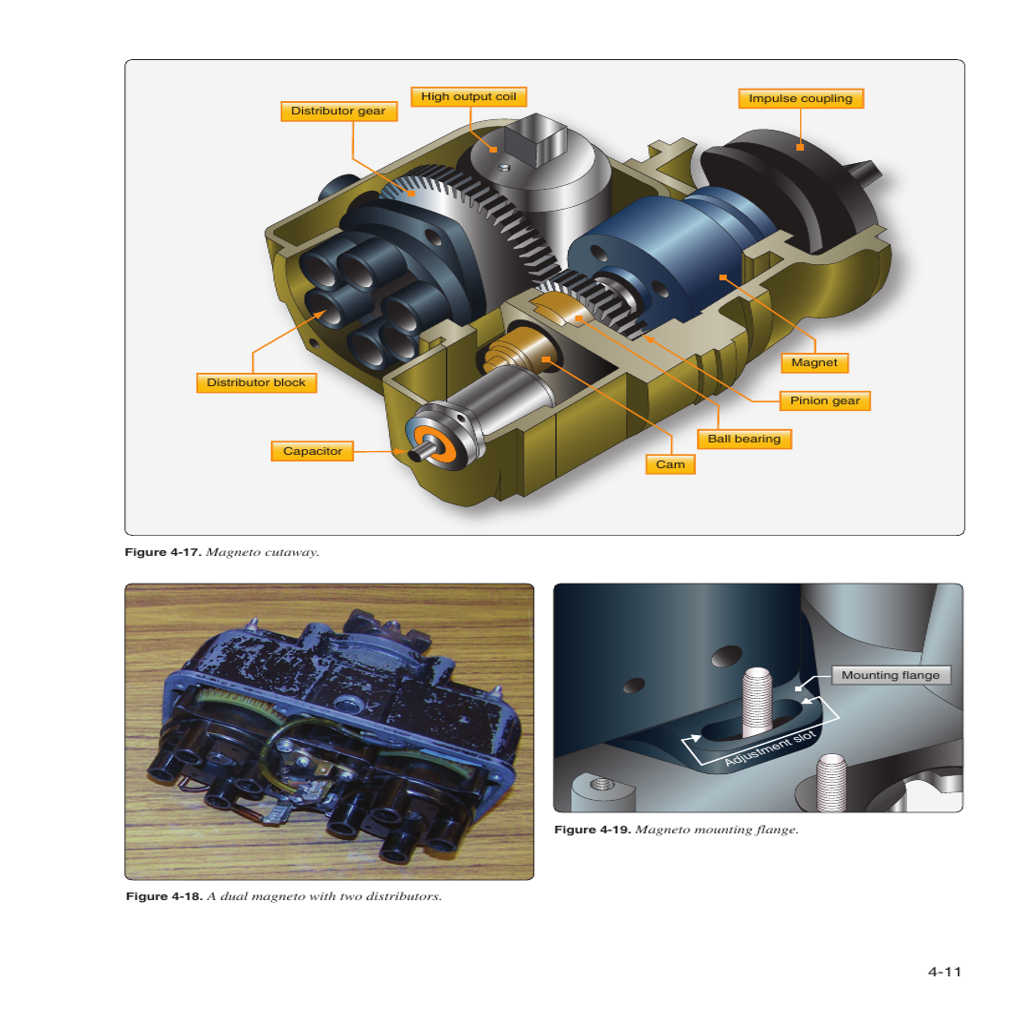 High output coil
Impulse coupling
Distributor gear
Magnet
Distributor block
Pinion gear
Ball bearing
Capacitor
Cam
Figure 4-17. Magneto cutaway.
Mounting flange
Adjustment slot
Figure 4-19. Magneto mounting flange.
Figure 4-18. A dual magneto with two distributors.
4-11